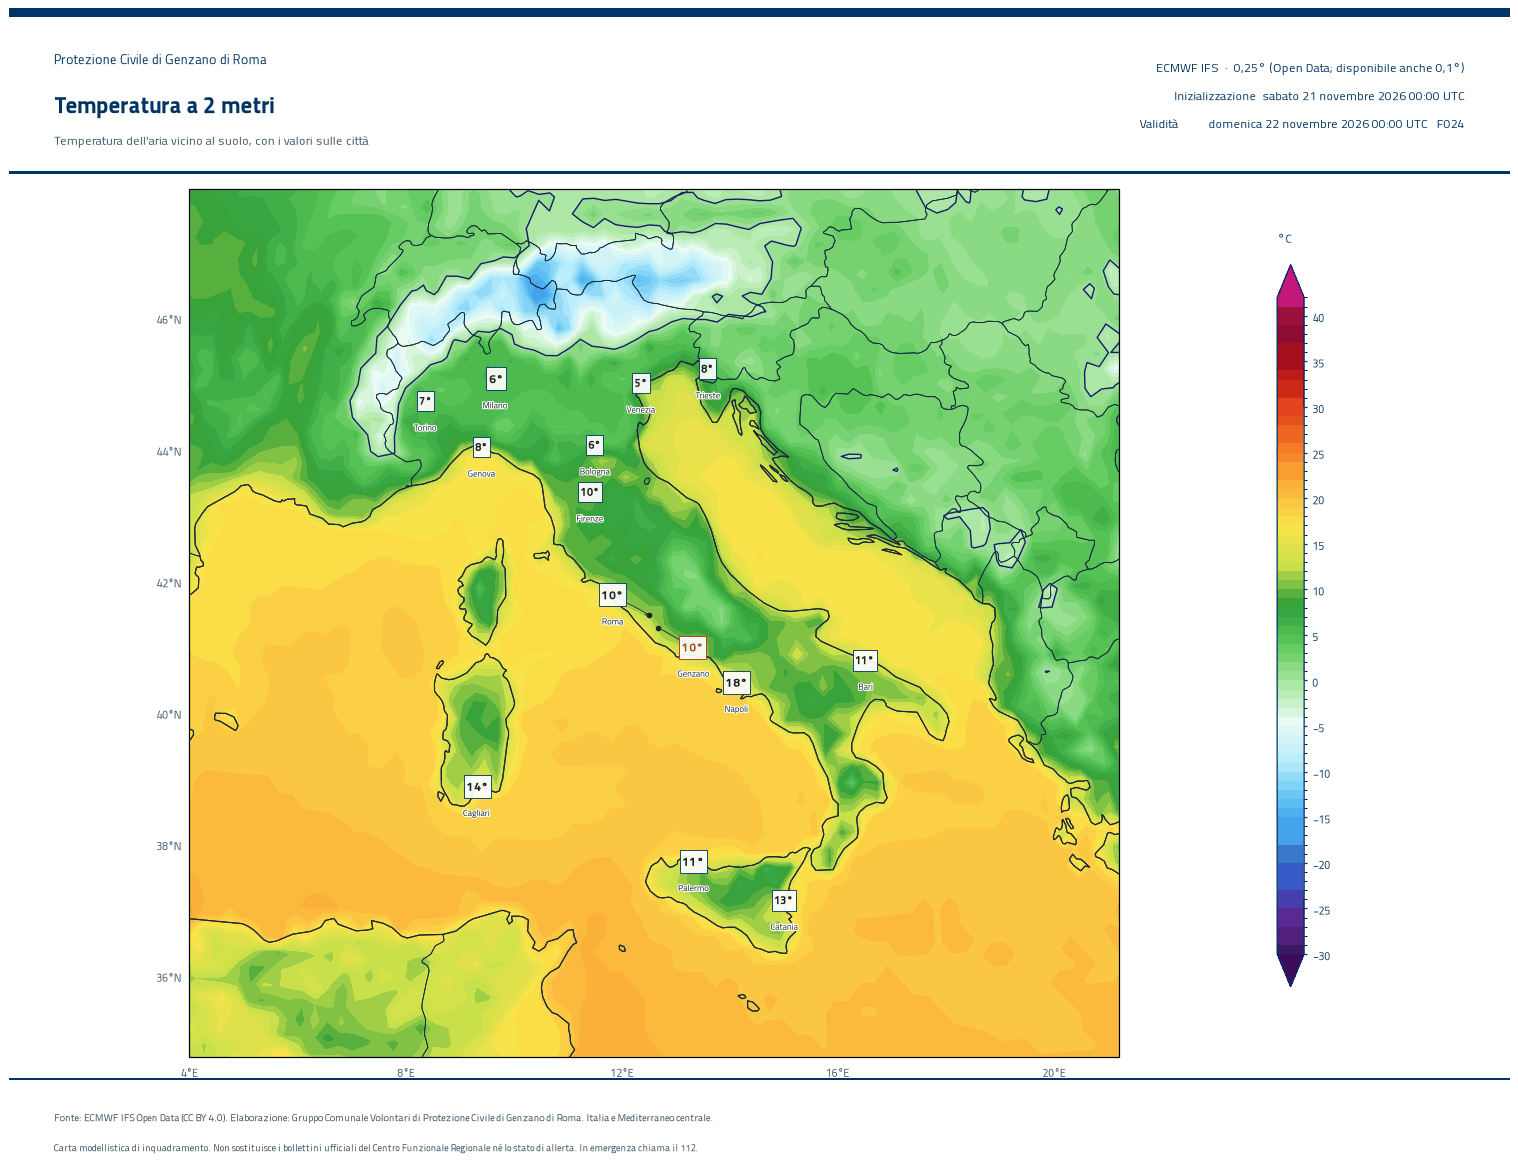 Protezione Civile di Genzano di Roma
Temperatura a 2 metri
Temperatura dell'aria vicino al suolo, con i valori sulle città
ECMWF IFS · 0,25° (Open Data; disponibile anche 0,1°)
Inizializzazione sabato 21 novembre 2026 00:00 UTC
Validità domenica 22 novembre 2026 00:00 UTC F024
°C
46°N
44°N
42°N
40°N
38°N
36°N
4°E
8°E
12°E
16°E
20°E
8°
Trieste
5°
Venezia
6°
Milano
7°
Torino
8°
Genova
6°
Bologna
10°
Firenze
10°
Roma
10°
Genzano
18°
Napoli
11°
Bari
14°
Cagliari
11°
Palermo
13°
Catania
40
35
30
25
20
15
10
5
0
−5
−10
−15
−20
−25
−30
Fonte: ECMWF IFS Open Data (CC BY 4.0). Elaborazione: Gruppo Comunale Volontari di Protezione Civile di Genzano di Roma. Italia e Mediterraneo centrale.
Carta modellistica di inquadramento. Non sostituisce i bollettini ufficiali del Centro Funzionale Regionale né lo stato di allerta. In emergenza chiama il 112.